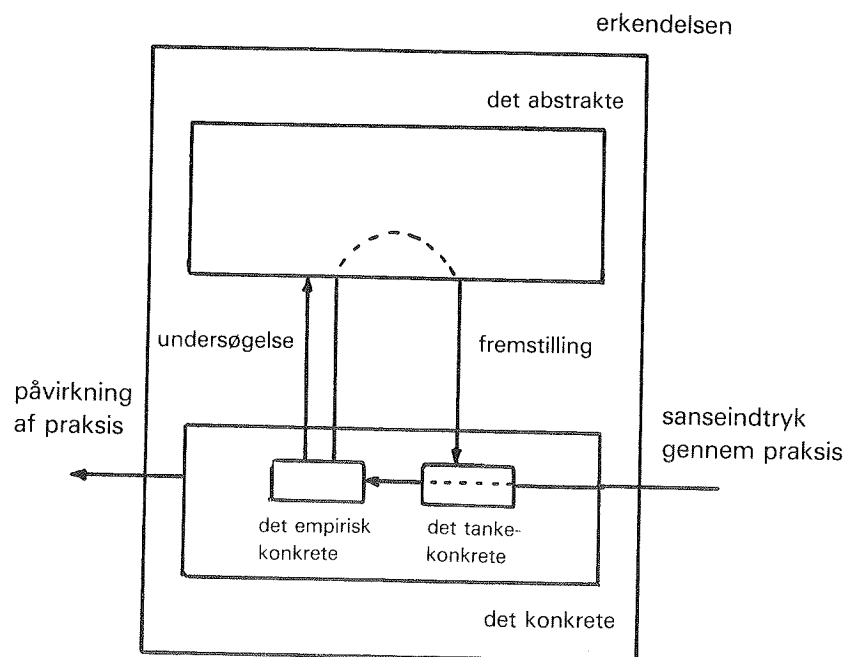 erkendelsen
det abstrakte
undersøgelse
fremstilling
påvirkning
af praksis
sanseindtryk
gennem praksis
det empirisk
konkrete
det tanke-
konkrete
det konkrete